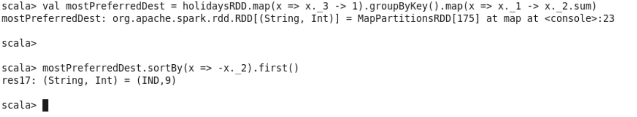 scala> val mostPreferredDest = holidaysRDD.map(x => x._3 -> 1).groupByKey().map(x => x._1 -> x._2.sum)
mostPreferredDest: org.apache.spark.rdd.RDD[(String, Int)] = MapPartitionsRDD[175] at map at <console>:23
scala>
scala> mostPreferredDest.sortBy(x => -x._2).first()
res17: (String, Int) = (IND,9)
scala>